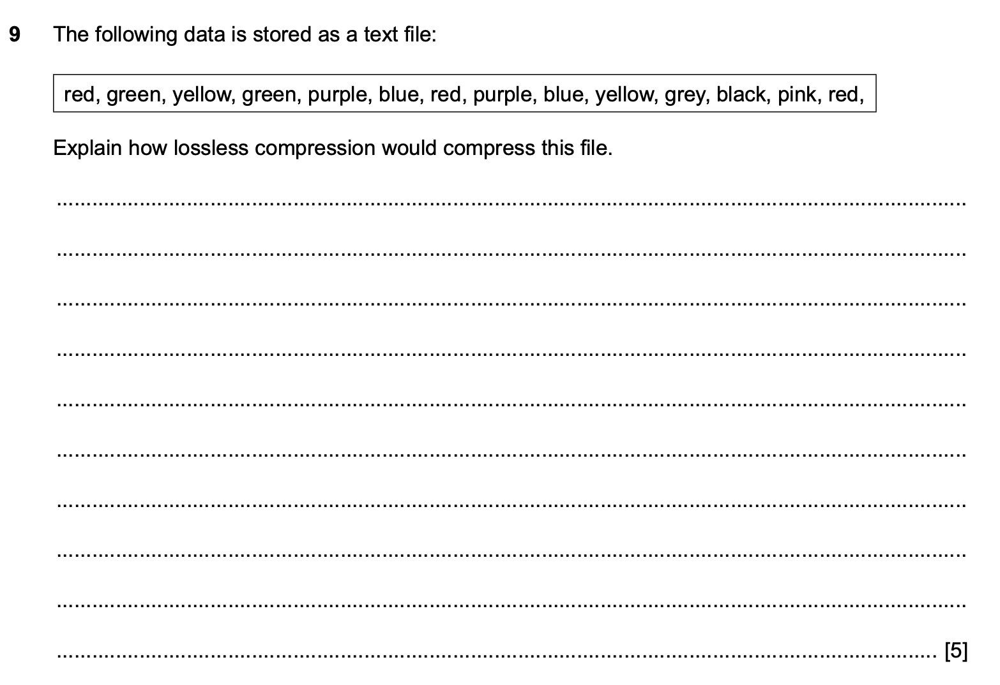 9 The following data is stored as a text file:
red, green, yellow, green, purple, blue, red, purple, blue, yellow, grey, black, pink, red,
Explain how lossless compression would compress this file.
[5]